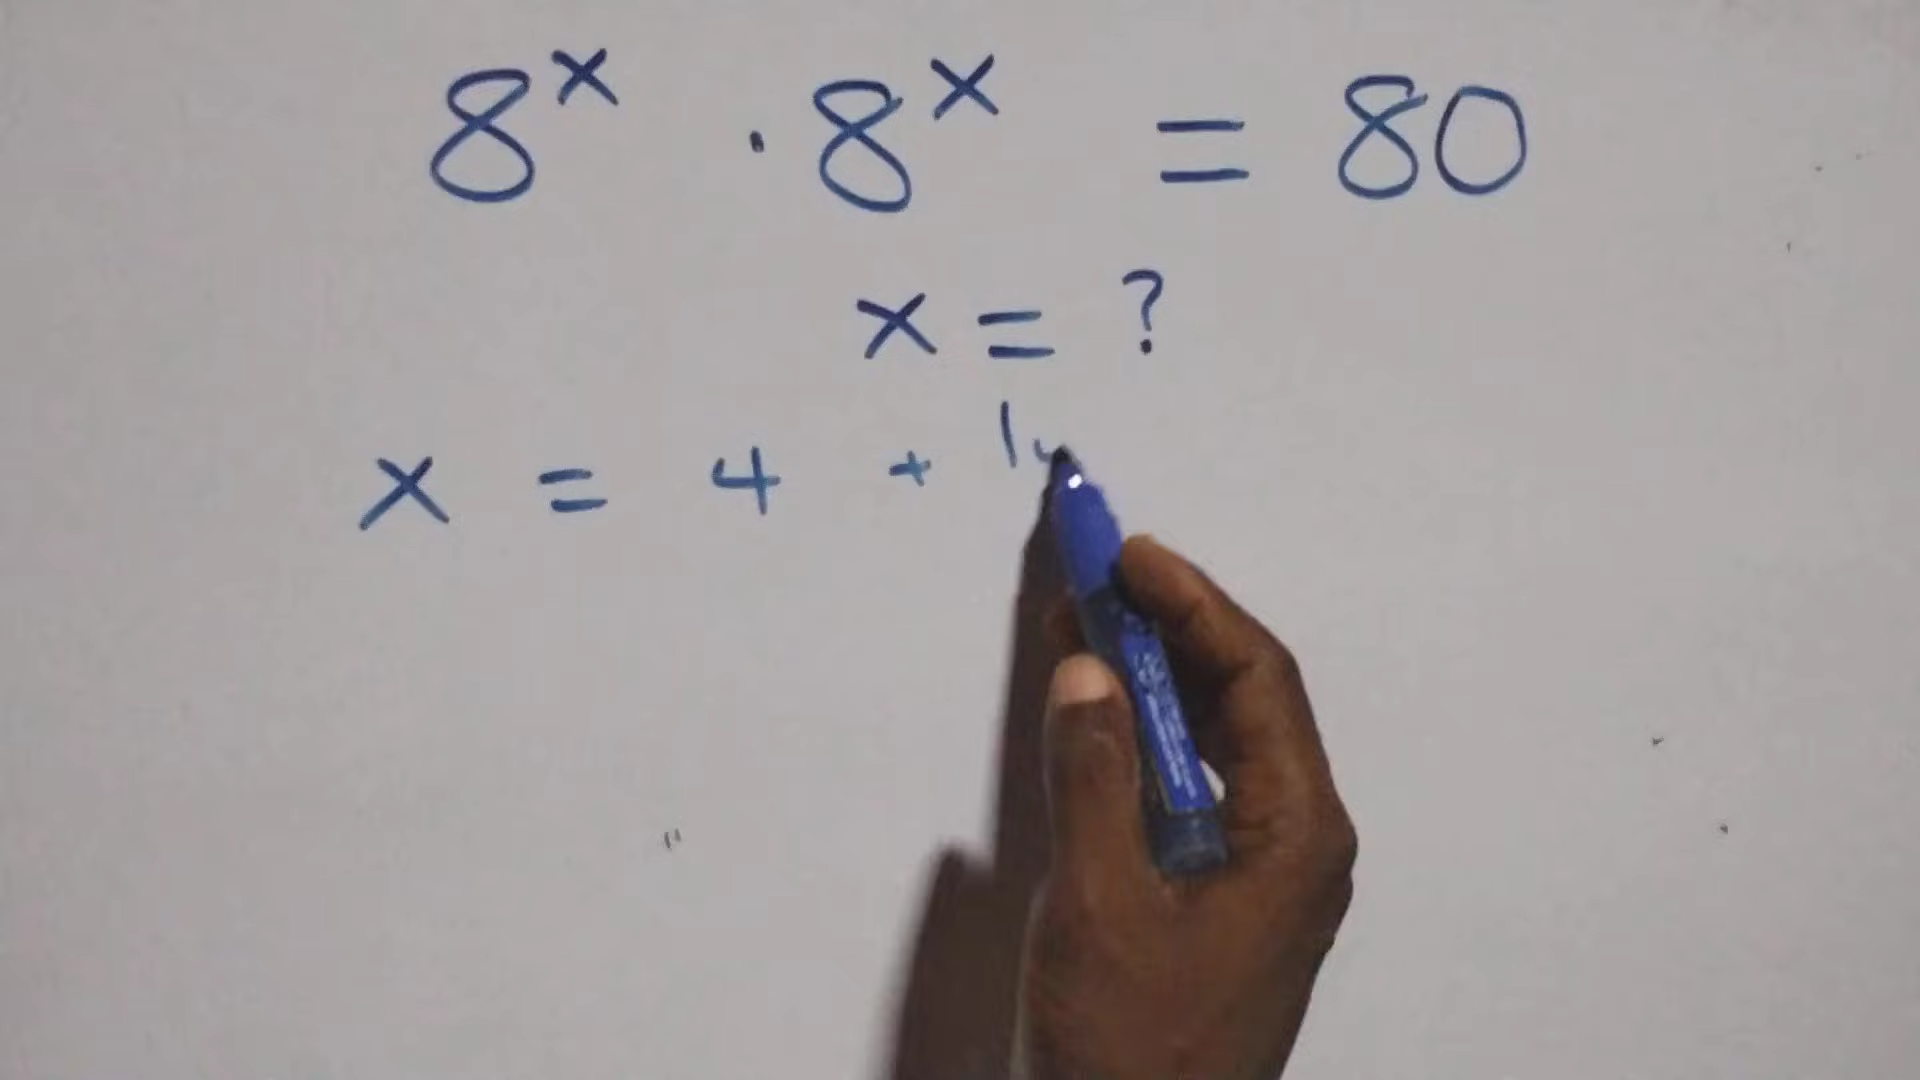 8^x · 8^x = 80
x = ?
x = 4 + l